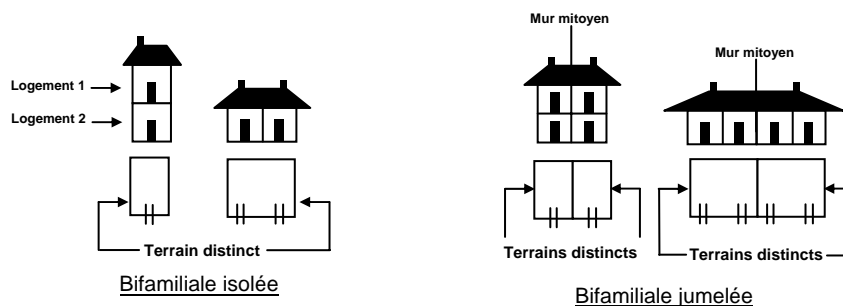 Logement 1
Logement 2
Terrain distinct
Bifamiliale isolée
Mur mitoyen
Mur mitoyen
Terrains distincts
Terrains distincts
Bifamiliale jumelée